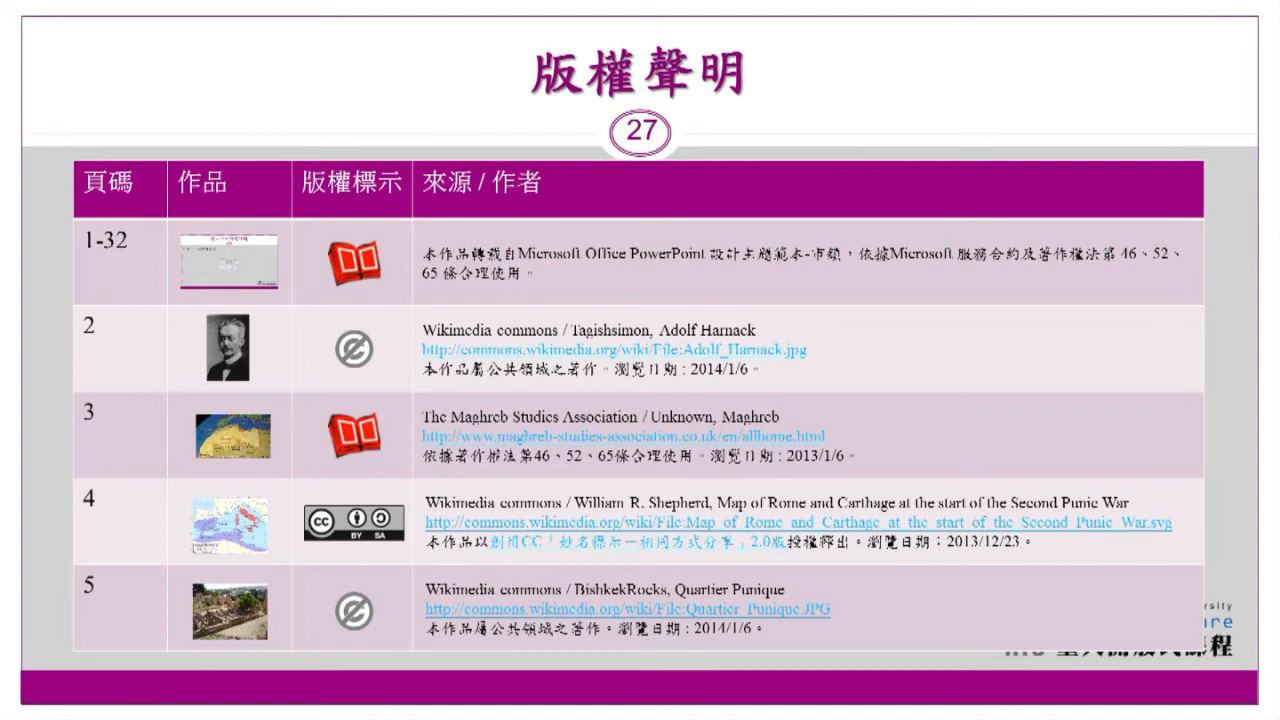 版權聲明
27
頁碼 作品 版權標示 來源 / 作者
1-32
本作品轉載自Microsoft Office PowerPoint 設計主題範本-市鎮，依據Microsoft 服務合約及著作權法第 46、52、
65 條合理使用。
2
Wikimedia commons / Tagishsimon, Adolf Harnack
http://commons.wikimedia.org/wiki/File:Adolf_Harnack.jpg
本作品屬公共領域之著作。瀏覽日期 : 2014/1/6。
3
The Maghreb Studies Association / Unknown, Maghreb
http://www.maghreb-studies-association.co.uk/en/allhome.html
依據著作權法第46、52、65條合理使用。瀏覽日期 : 2013/1/6。
4
CC BY SA
Wikimedia commons / William R. Shepherd, Map of Rome and Carthage at the start of the Second Punic War
http://commons.wikimedia.org/wiki/File:Map_of_Rome_and_Carthage_at_the_start_of_the_Second_Punic_War.svg
本作品以創用CC「姓名標示－相同方式分享」2.0版授權釋出。瀏覽日期：2013/12/23。
5
Wikimedia commons / BishkekRocks, Quartier Punique
http://commons.wikimedia.org/wiki/File:Quartier_Punique.JPG
本作品屬公共領域之著作。瀏覽日期 : 2014/1/6。